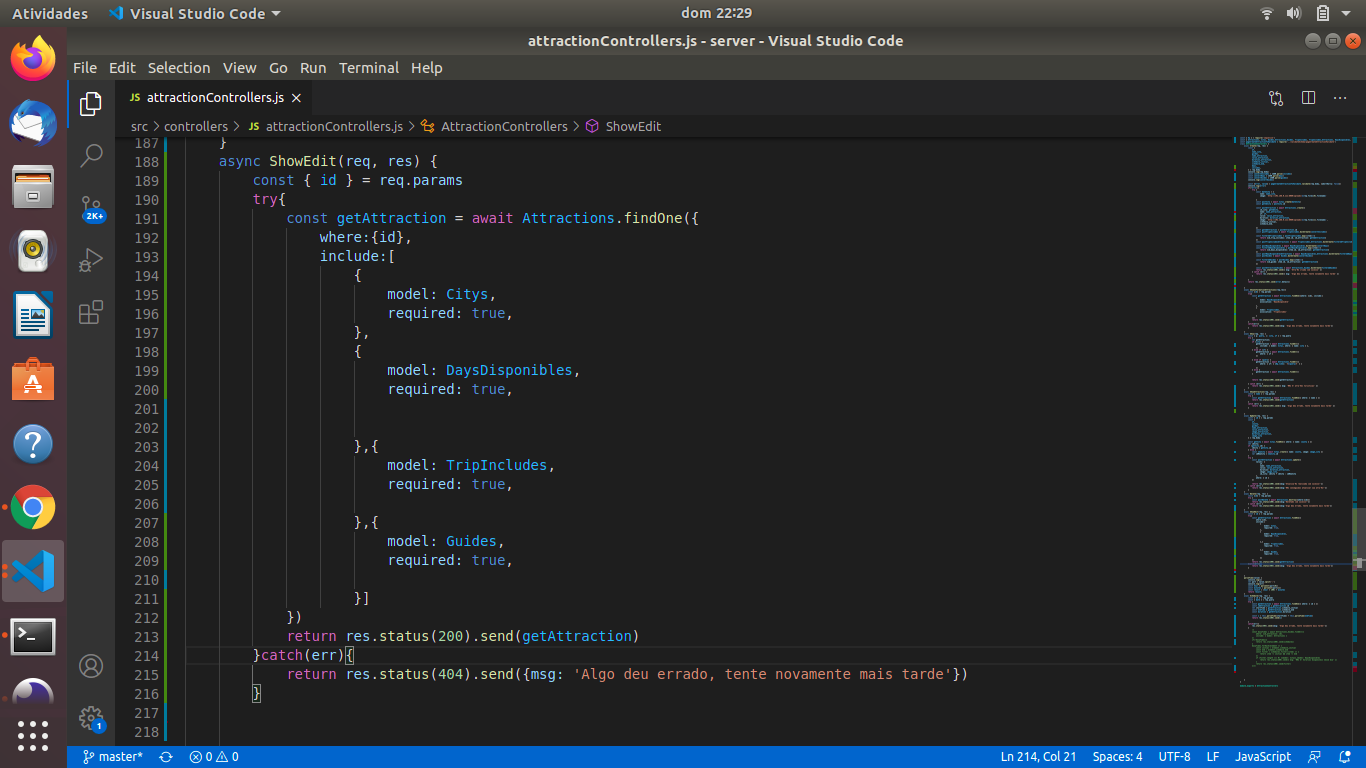 Atividades Visual Studio Code dom 22:29
attractionControllers.js - server - Visual Studio Code
File Edit Selection View Go Run Terminal Help
JS attractionControllers.js
src > controllers > JS attractionControllers.js > AttractionControllers > ShowEdit
187 }
188 async ShowEdit(req, res) {
189 const { id } = req.params
190 try{
191 const getAttraction = await Attractions.findOne({
192 where:{id},
193 include:[
194 {
195 model: Citys,
196 required: true,
197 },
198 {
199 model: DaysDisponibles,
200 required: true,
201
202
203 },{
204 model: TripIncludes,
205 required: true,
206
207 },{
208 model: Guides,
209 required: true,
210
211 }]
212 })
213 return res.status(200).send(getAttraction)
214 }catch(err){
215 return res.status(404).send({msg: 'Algo deu errado, tente novamente mais tarde'})
216 }
217
218
2K+
1
master* 0 0 Ln 214, Col 21 Spaces: 4 UTF-8 LF JavaScript